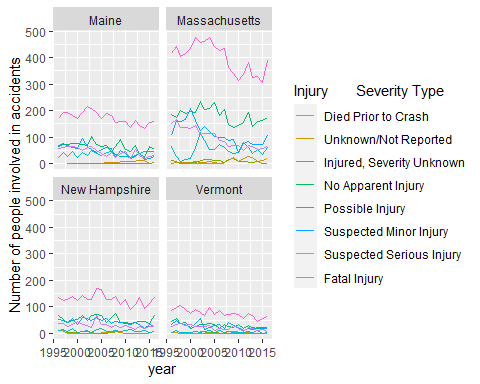 Maine Massachusetts
500
400
300
200
100
0
New Hampshire Vermont
500
400
300
200
100
0
1995 2000 2005 2010 2015 1995 2000 2005 2010 2015
year
Number of people involved in accidents
Injury Severity Type
Died Prior to Crash
Unknown/Not Reported
Injured, Severity Unknown
No Apparent Injury
Possible Injury
Suspected Minor Injury
Suspected Serious Injury
Fatal Injury